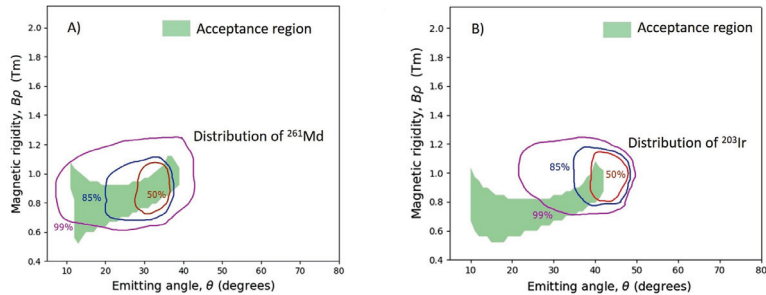 A)
Acceptance region
Distribution of ²⁶¹Md
85%
50%
99%
Magnetic rigidity, Bρ (Tm)
2.0
1.8
1.6
1.4
1.2
1.0
0.8
0.6
0.4
10 20 30 40 50 60 70 80
Emitting angle, θ (degrees)
B)
Acceptance region
Distribution of ²⁰³Ir
85%
50%
99%
Magnetic rigidity, Bρ (Tm)
2.0
1.8
1.6
1.4
1.2
1.0
0.8
0.6
0.4
10 20 30 40 50 60 70 80
Emitting angle, θ (degrees)